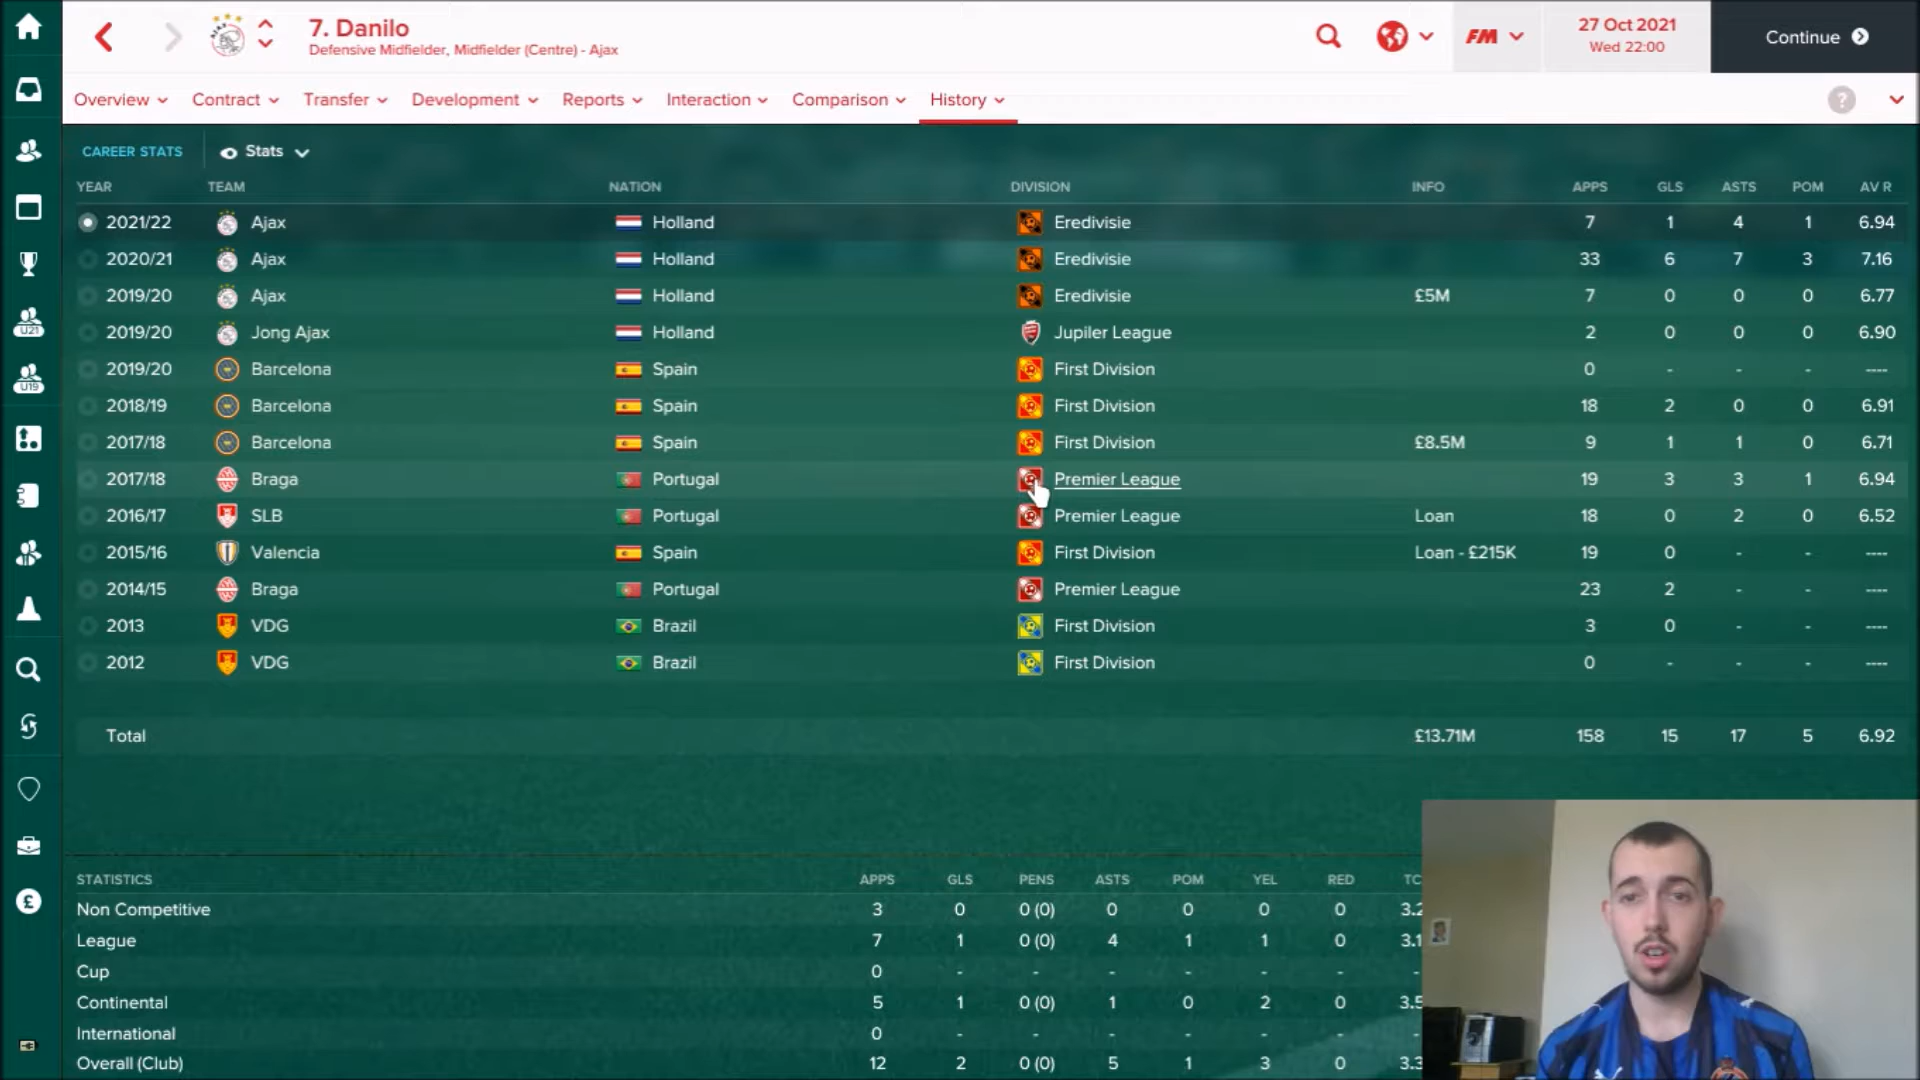 7. Danilo
Defensive Midfielder, Midfielder (Centre) - Ajax
FM
27 Oct 2021
Wed 22:00
Continue
Overview Contract Transfer Development Reports Interaction Comparison History
?
CAREER STATS Stats
YEAR TEAM NATION DIVISION INFO APPS GLS ASTS POM AV R
2021/22 Ajax Holland Eredivisie 7 1 4 1 6.94
2020/21 Ajax Holland Eredivisie 33 6 7 3 7.16
2019/20 Ajax Holland Eredivisie £5M 7 0 0 0 6.77
2019/20 Jong Ajax Holland Jupiler League 2 0 0 0 6.90
2019/20 Barcelona Spain First Division 0 - - - ----
2018/19 Barcelona Spain First Division 18 2 0 0 6.91
2017/18 Barcelona Spain First Division £8.5M 9 1 1 0 6.71
2017/18 Braga Portugal Premier League 19 3 3 1 6.94
2016/17 SLB Portugal Premier League Loan 18 0 2 0 6.52
2015/16 Valencia Spain First Division Loan - £215K 19 0 - - ----
2014/15 Braga Portugal Premier League 23 2 - - ----
2013 VDG Brazil First Division 3 0 - - ----
2012 VDG Brazil First Division 0 - - - ----
Total £13.71M 158 15 17 5 6.92
STATISTICS APPS GLS PENS ASTS POM YEL RED TC
Non Competitive 3 0 0 (0) 0 0 0 0 3.2
League 7 1 0 (0) 4 1 1 0 3.1
Cup 0 - - - - - - -
Continental 5 1 0 (0) 1 0 2 0 3.5
International 0 - - - - - - -
Overall (Club) 12 2 0 (0) 5 1 3 0 3.3
U21
U19
£